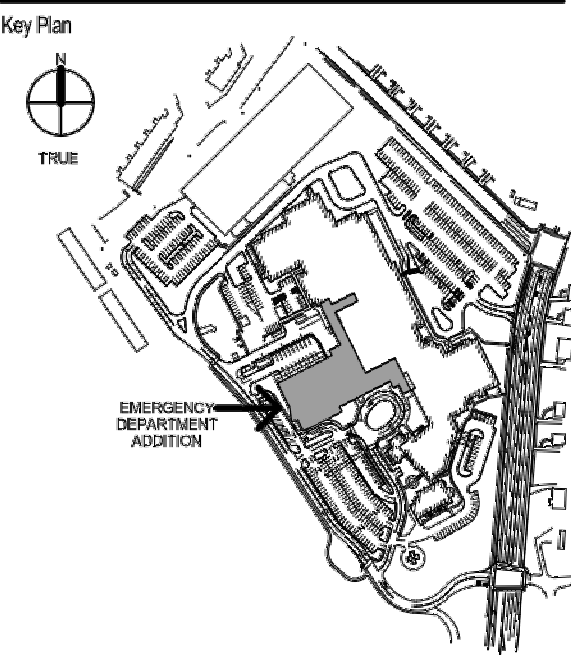 Key Plan
N
TRUE
EMERGENCY
DEPARTMENT
ADDITION